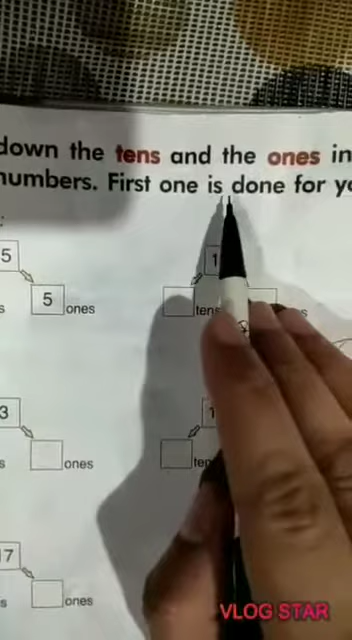 down the tens and the ones in
numbers. First one is done for yo
:
5 1
5 ones tens s
3 1
ones ten
17
s ones
VLOG STAR